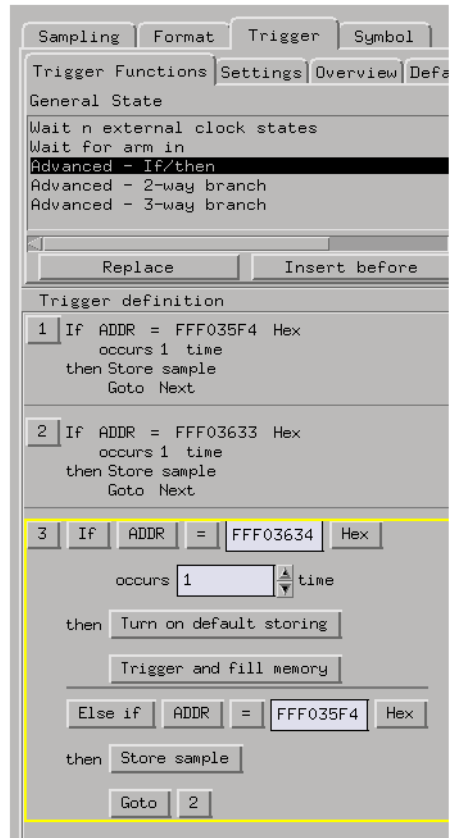 Sampling Format Trigger Symbol
Trigger Functions Settings Overview Defa
General State
Wait n external clock states
Wait for arm in
Advanced - If/then
Advanced - 2-way branch
Advanced - 3-way branch
Replace Insert before
Trigger definition
1 If ADDR = FFF035F4 Hex
occurs 1 time
then Store sample
Goto Next
2 If ADDR = FFF03633 Hex
occurs 1 time
then Store sample
Goto Next
3 If ADDR = FFF03634 Hex
occurs 1 time
then Turn on default storing
Trigger and fill memory
Else if ADDR = FFF035F4 Hex
then Store sample
Goto 2